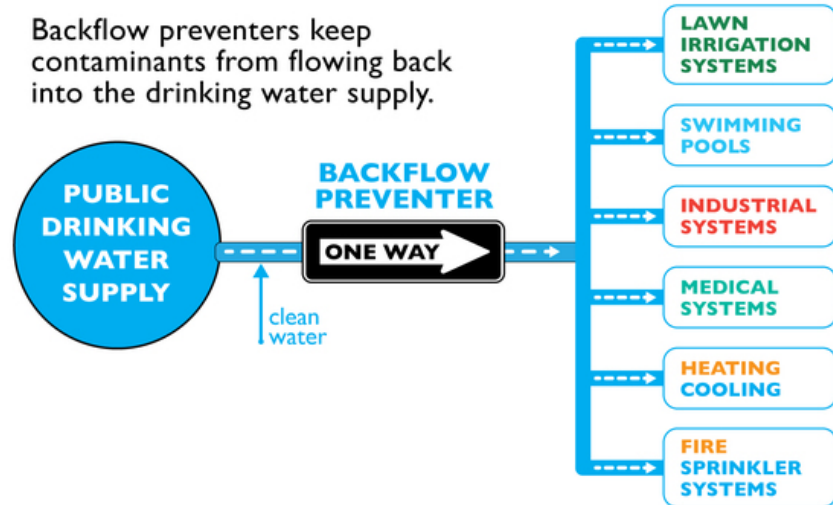 Backflow preventers keep
contaminants from flowing back
into the drinking water supply.
PUBLIC
DRINKING
WATER
SUPPLY
clean
water
BACKFLOW
PREVENTER
ONE WAY
LAWN
IRRIGATION
SYSTEMS
SWIMMING
POOLS
INDUSTRIAL
SYSTEMS
MEDICAL
SYSTEMS
HEATING
COOLING
FIRE
SPRINKLER
SYSTEMS